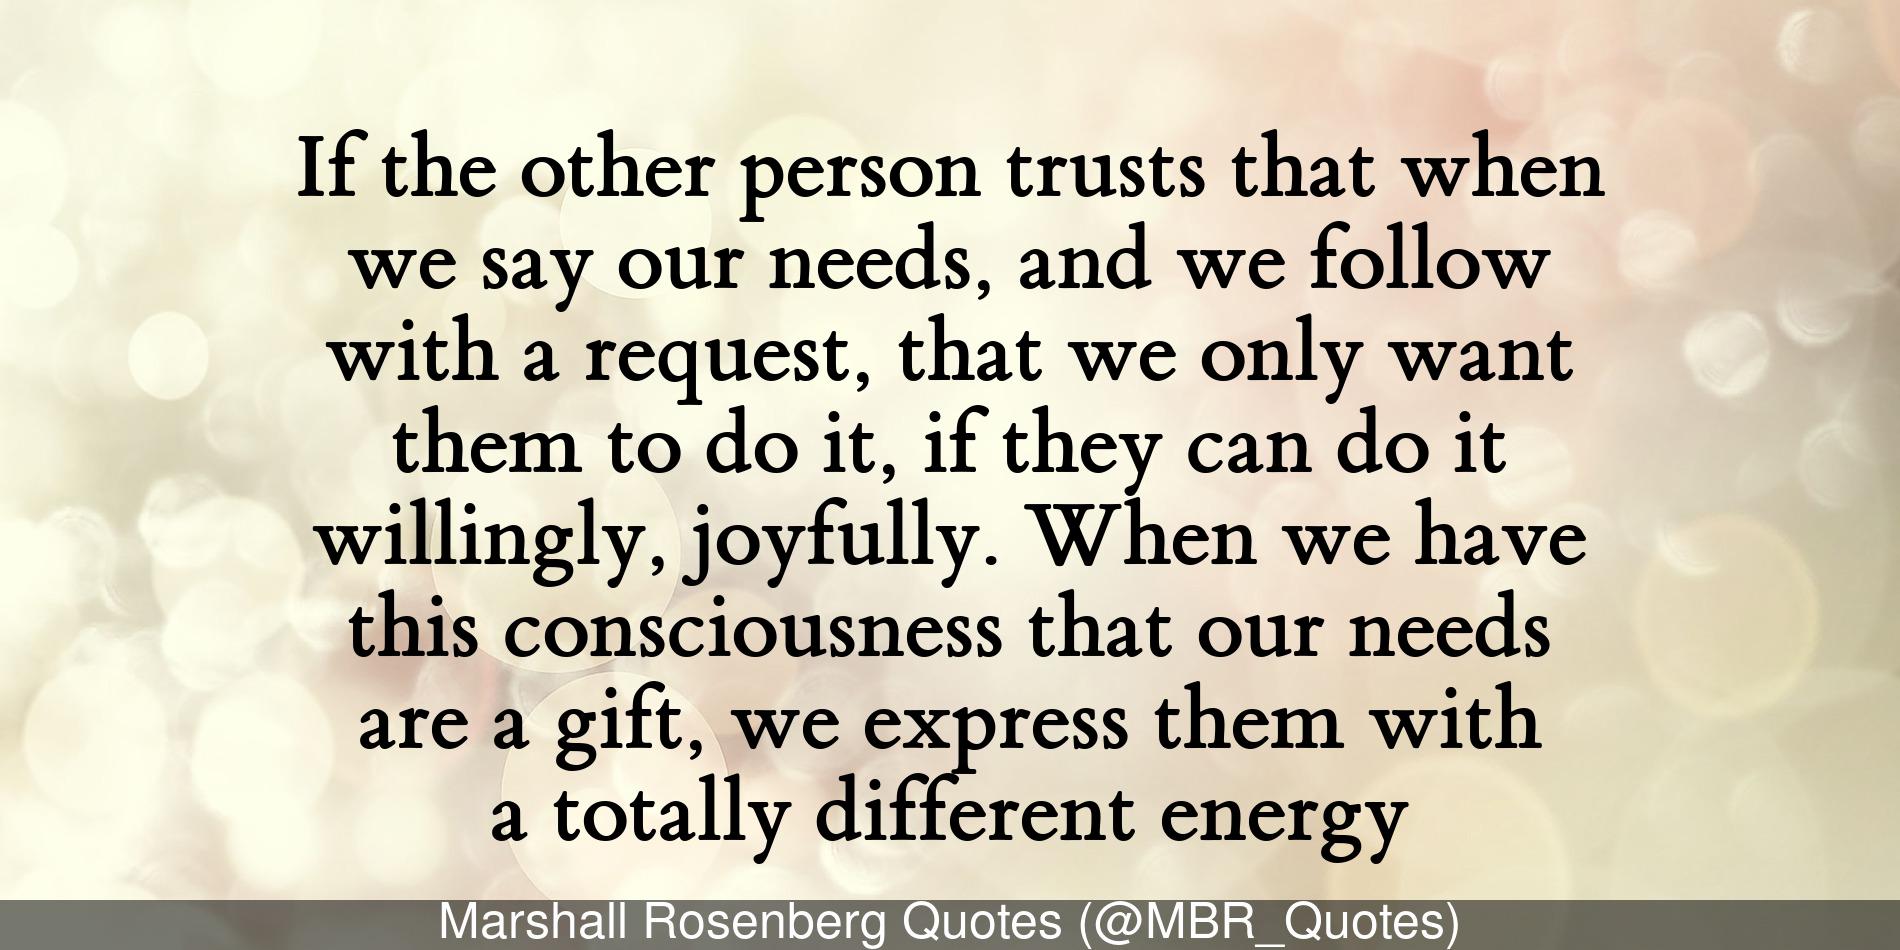 If the other person trusts that when
we say our needs, and we follow
with a request, that we only want
them to do it, if they can do it
willingly, joyfully. When we have
this consciousness that our needs
are a gift, we express them with
a totally different energy
Marshall Rosenberg Quotes (@MBR_Quotes)